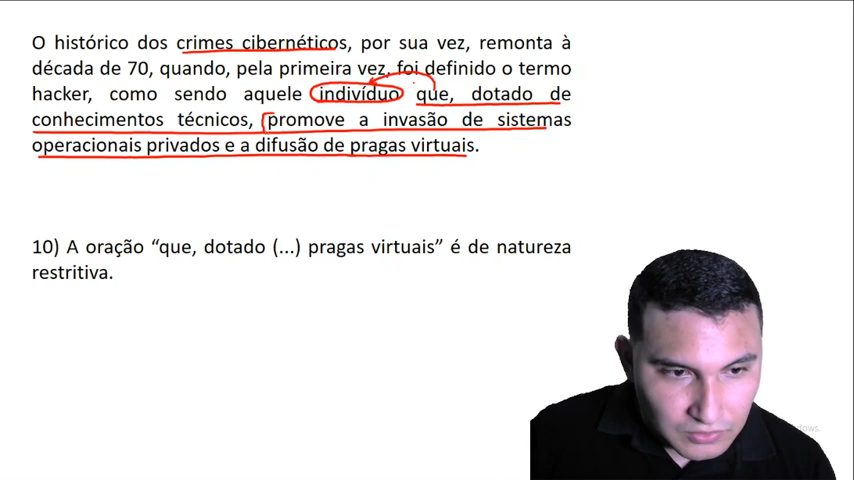 O histórico dos crimes cibernéticos, por sua vez, remonta à
década de 70, quando, pela primeira vez, foi definido o termo
hacker, como sendo aquele indivíduo que, dotado de
conhecimentos técnicos, promove a invasão de sistemas
operacionais privados e a difusão de pragas virtuais.
10) A oração “que, dotado (...) pragas virtuais” é de natureza
restritiva.